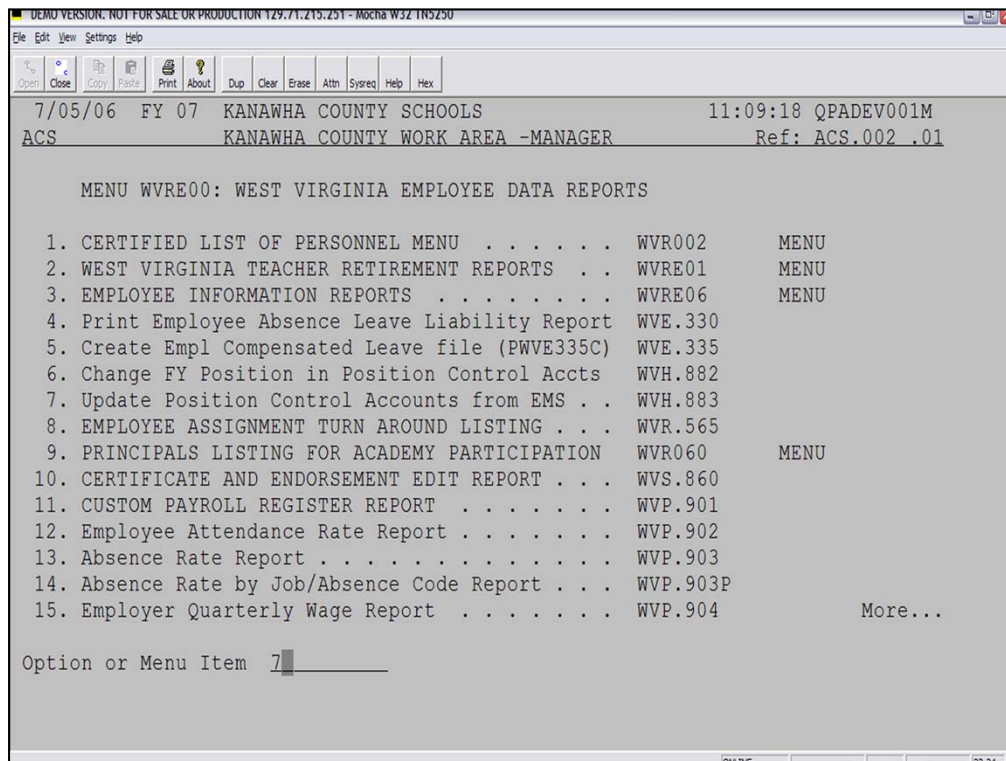 DEMO VERSION. NOT FOR SALE OR PRODUCTION 129.71.215.251 - Mocha W32 TN5250
File Edit View Settings Help
Open Close Copy Paste Print About Dup Clear Erase Attn Sysreq Help Hex
7/05/06 FY 07 KANAWHA COUNTY SCHOOLS 11:09:18 QPADEV001M
ACS KANAWHA COUNTY WORK AREA -MANAGER Ref: ACS.002 .01
MENU WVRE00: WEST VIRGINIA EMPLOYEE DATA REPORTS
1. CERTIFIED LIST OF PERSONNEL MENU . . . . . . WVR002 MENU
2. WEST VIRGINIA TEACHER RETIREMENT REPORTS . . WVRE01 MENU
3. EMPLOYEE INFORMATION REPORTS . . . . . . . . WVRE06 MENU
4. Print Employee Absence Leave Liability Report WVE.330
5. Create Empl Compensated Leave file (PWVE335C) WVE.335
6. Change FY Position in Position Control Accts WVH.882
7. Update Position Control Accounts from EMS . . WVH.883
8. EMPLOYEE ASSIGNMENT TURN AROUND LISTING . . . WVR.565
9. PRINCIPALS LISTING FOR ACADEMY PARTICIPATION WVR060 MENU
10. CERTIFICATE AND ENDORSEMENT EDIT REPORT . . . WVS.860
11. CUSTOM PAYROLL REGISTER REPORT . . . . . . . WVP.901
12. Employee Attendance Rate Report . . . . . . . WVP.902
13. Absence Rate Report . . . . . . . . . . . . . WVP.903
14. Absence Rate by Job/Absence Code Report . . . WVP.903P
15. Employer Quarterly Wage Report . . . . . . . WVP.904 More...
Option or Menu Item 7